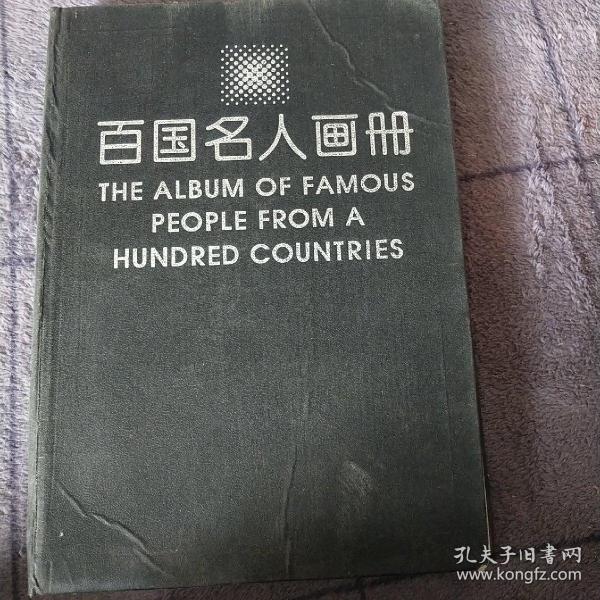 百国名人画册
THE ALBUM OF FAMOUS
PEOPLE FROM A
HUNDRED COUNTRIES
孔夫子旧書网
www.kongfz.com